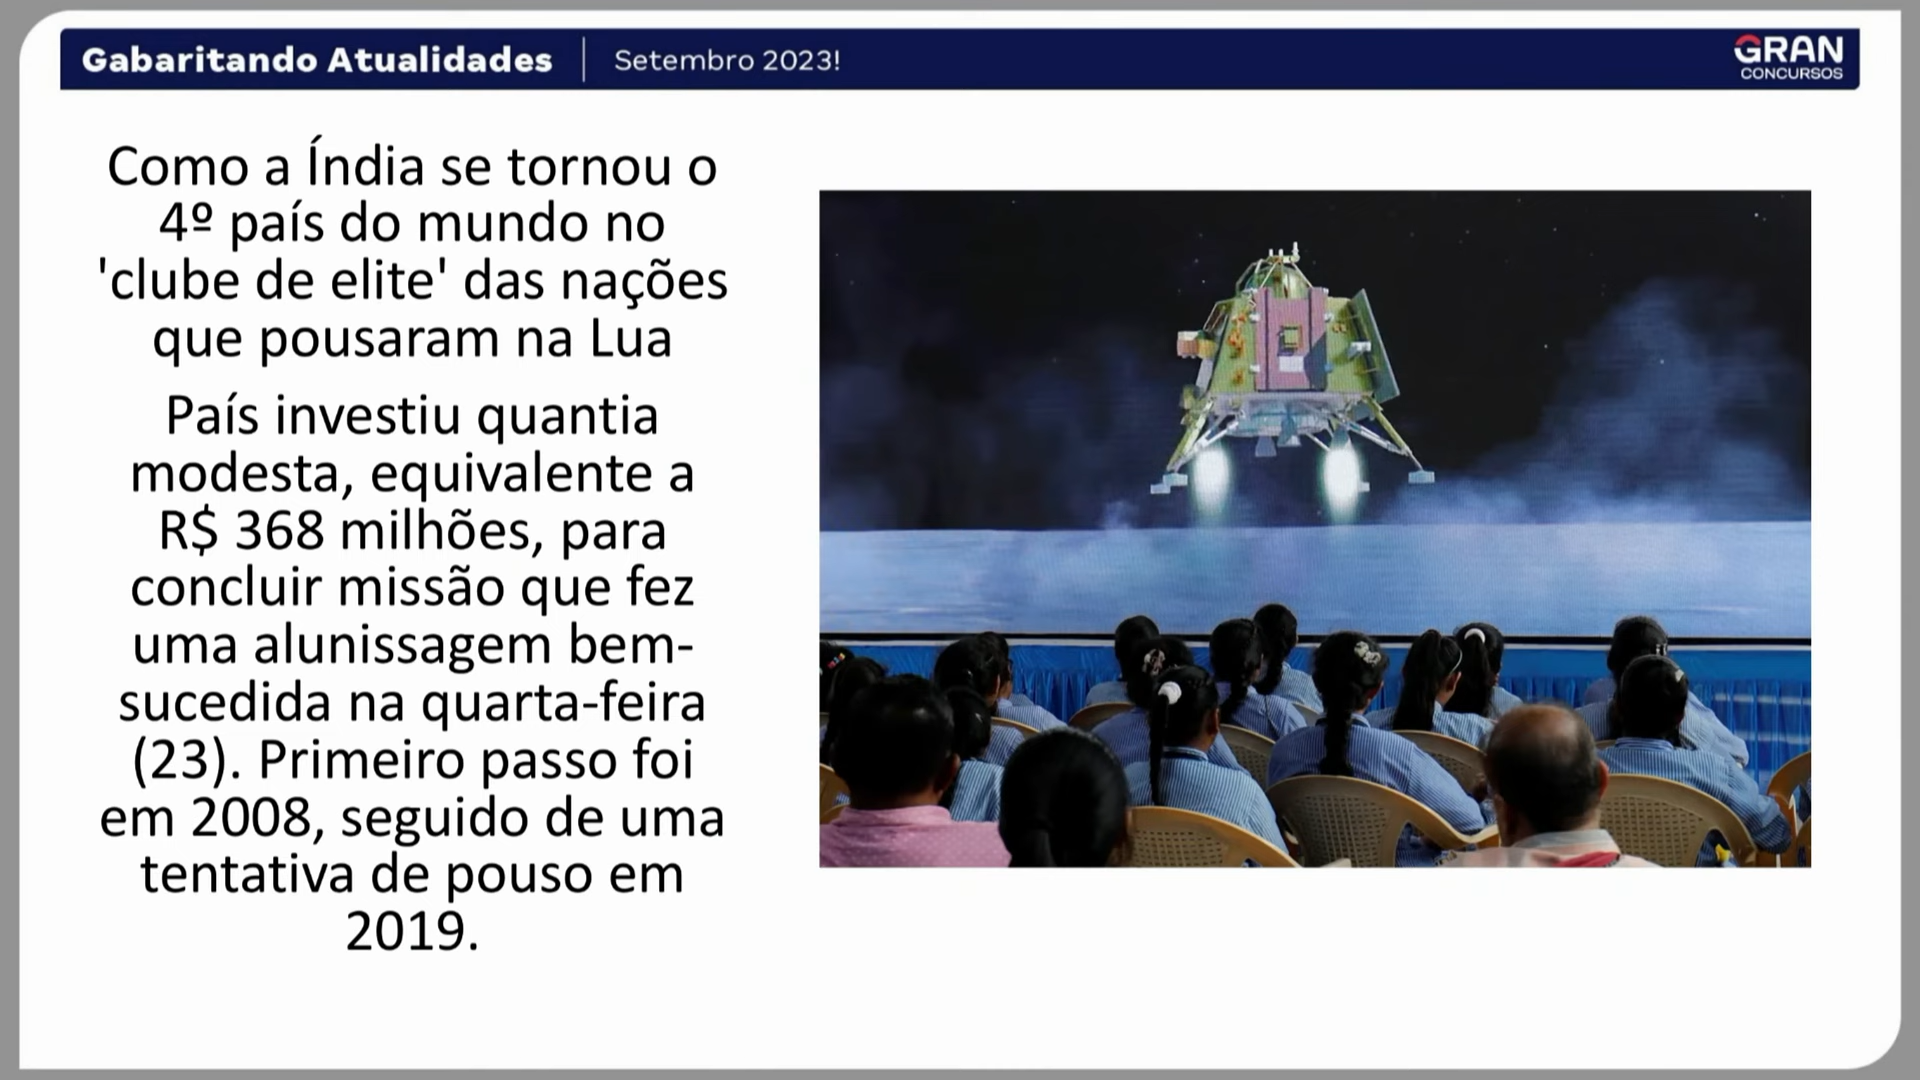 Gabaritando Atualidades
Setembro 2023!
GRAN
CONCURSOS
Como a Índia se tornou o
4º país do mundo no
'clube de elite' das nações
que pousaram na Lua
País investiu quantia
modesta, equivalente a
R$ 368 milhões, para
concluir missão que fez
uma alunissagem bem-
sucedida na quarta-feira
(23). Primeiro passo foi
em 2008, seguido de uma
tentativa de pouso em
2019.